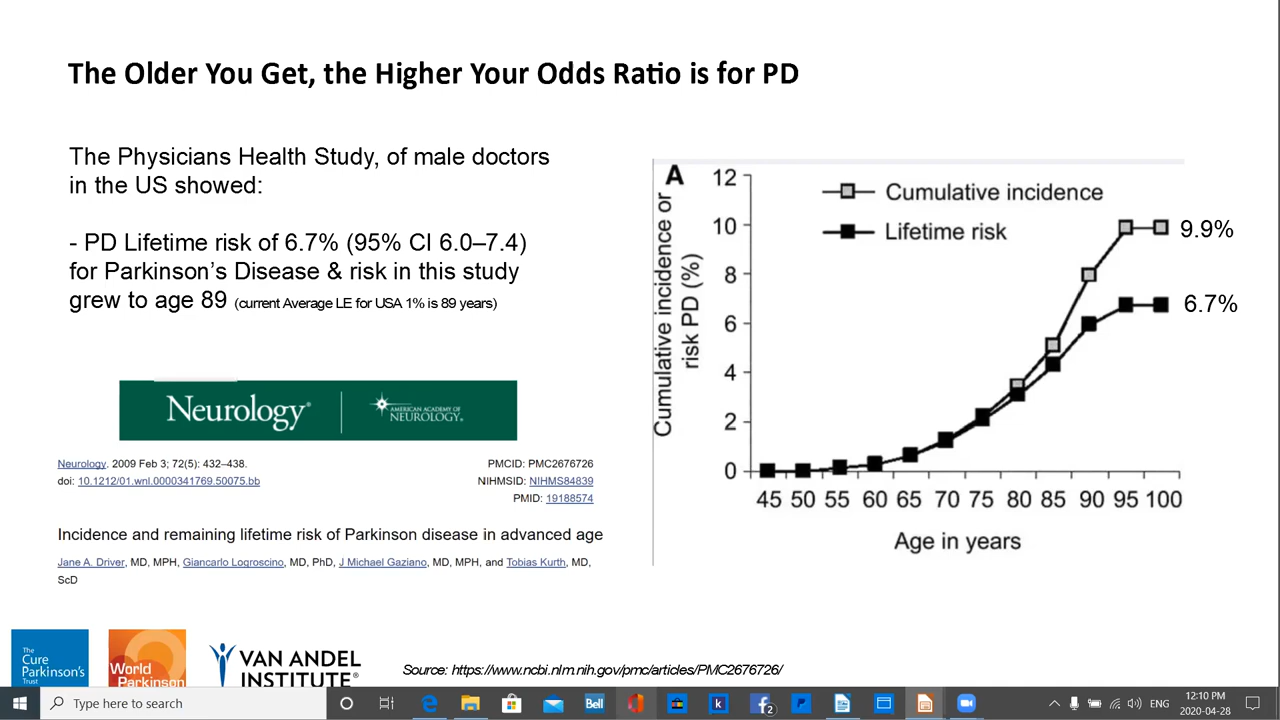 The Older You Get, the Higher Your Odds Ratio is for PD
The Physicians Health Study, of male doctors
in the US showed:
- PD Lifetime risk of 6.7% (95% CI 6.0–7.4)
for Parkinson's Disease & risk in this study
grew to age 89 (current Average LE for USA 1% is 89 years)
Neurology®
AMERICAN ACADEMY OF
NEUROLOGY®
Neurology. 2009 Feb 3; 72(5): 432–438.
doi: 10.1212/01.wnl.0000341769.50075.bb
PMCID: PMC2676726
NIHMSID: NIHMS84839
PMID: 19188574
Incidence and remaining lifetime risk of Parkinson disease in advanced age
Jane A. Driver, MD, MPH, Giancarlo Logroscino, MD, PhD, J Michael Gaziano, MD, MPH, and Tobias Kurth, MD,
ScD
A
Cumulative incidence or
risk PD (%)
12
10
8
6
4
2
0
Cumulative incidence
Lifetime risk
9.9%
6.7%
45 50 55 60 65 70 75 80 85 90 95 100
Age in years
The
Cure
Parkinson's
Trust
World
Parkinson
VAN ANDEL
INSTITUTE®
Source: https://www.ncbi.nlm.nih.gov/pmc/articles/PMC2676726/
Type here to search
Bell
k
2
ENG
12:10 PM
2020-04-28